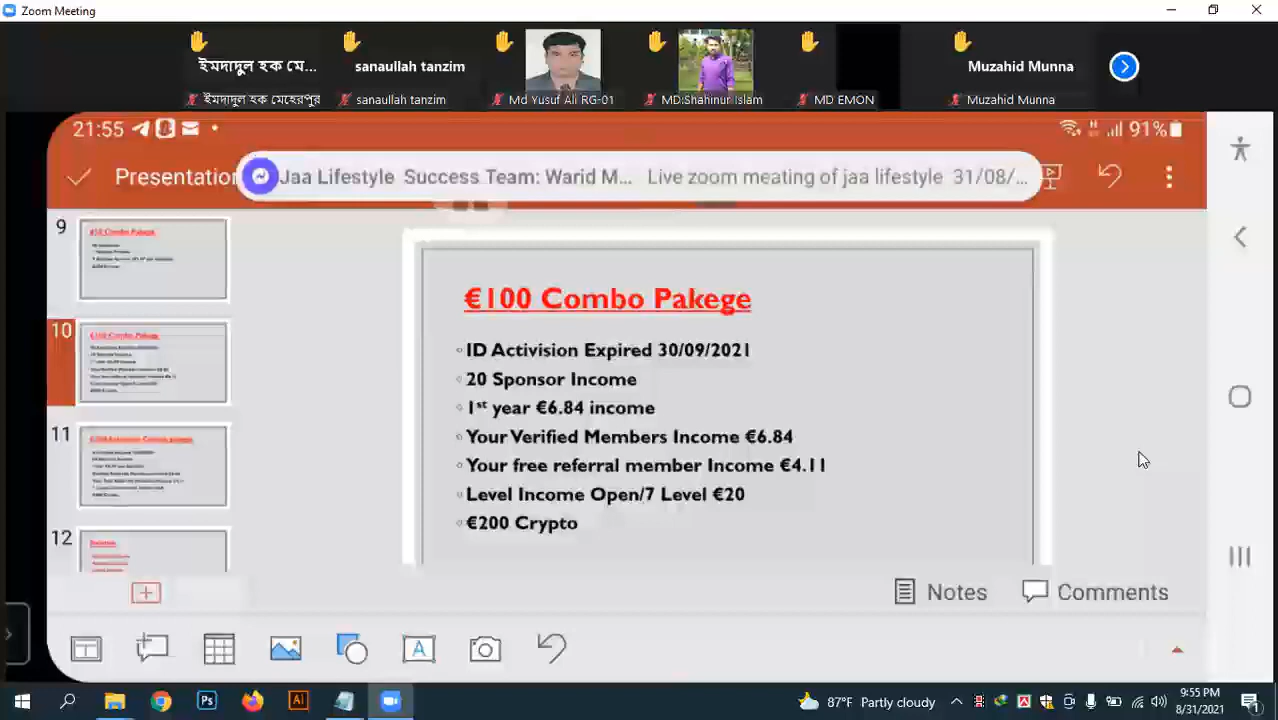 Zoom Meeting
ইমদাদুল হক মে...
sanaullah tanzim
Muzahid Munna
ইমদাদুল হক মেহেরপুর
sanaullah tanzim
Md Yusuf Ali RG-01
MD:Shahinur Islam
MD EMON
Muzahid Munna
21:55
91%
Presentation
Jaa Lifestyle Success Team: Warid M...
Live zoom meating of jaa lifestyle 31/08/...
9
10
11
12
€100 Combo Pakege
ID Activision Expired 30/09/2021
20 Sponsor Income
1st year €6.84 income
Your Verified Members Income €6.84
Your free referral member Income €4.11
Level Income Open/7 Level €20
€200 Crypto
Notes
Comments
A
Ps
Ai
87°F Partly cloudy
9:55 PM
8/31/2021
1